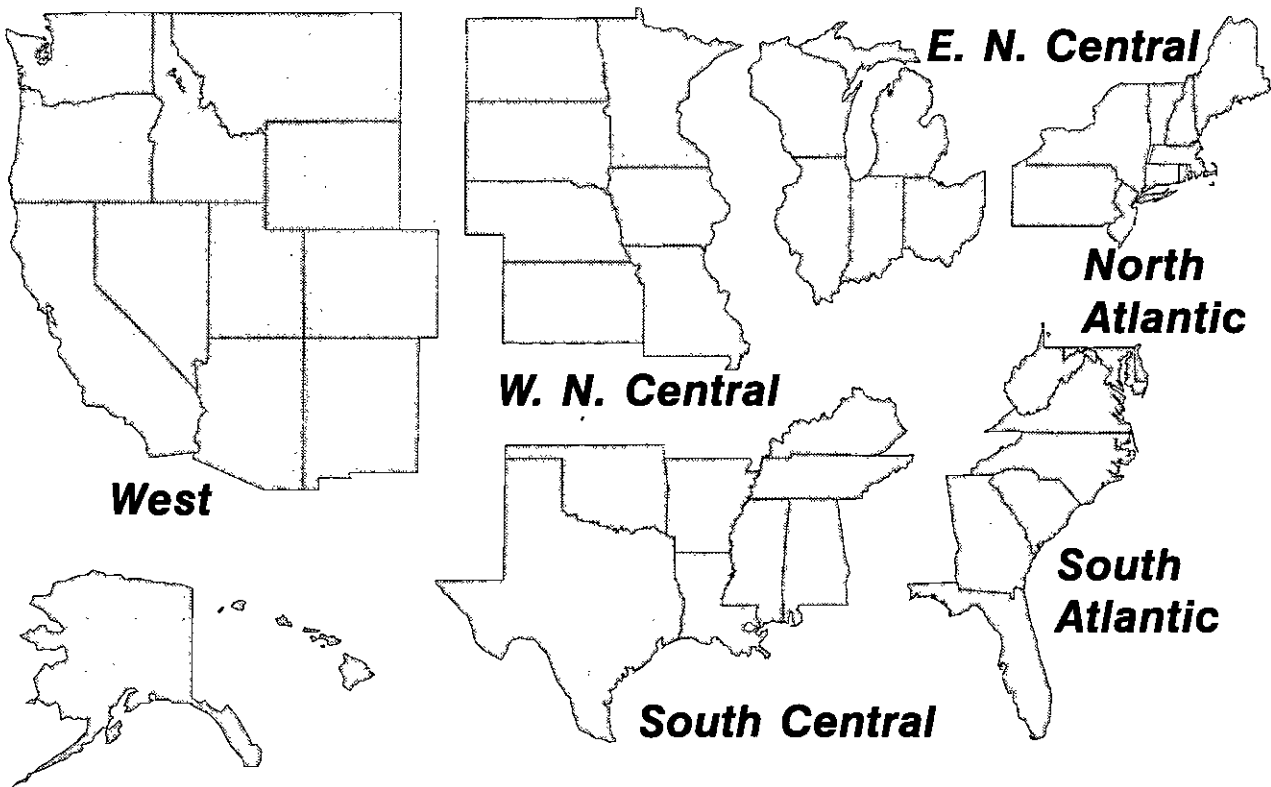 E. N. Central
North
Atlantic
W. N. Central
West
South
Atlantic
South Central